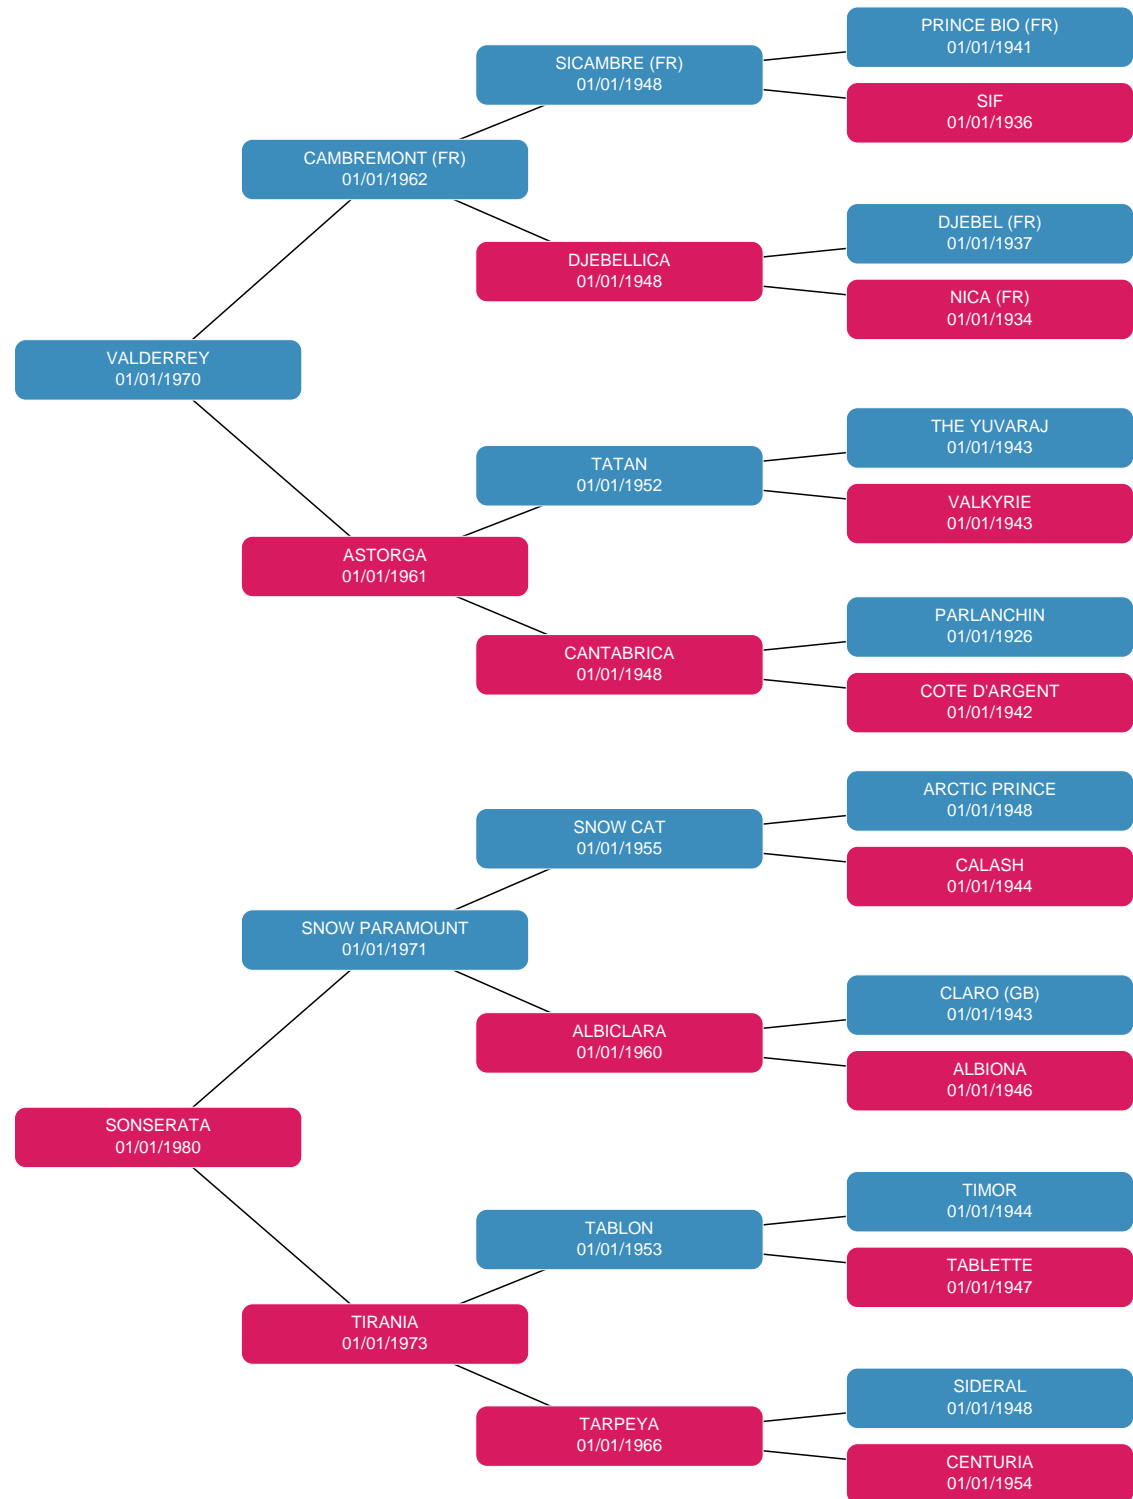 PRINCE BIO (FR)
01/01/1941
SICAMBRE (FR)
01/01/1948
SIF
01/01/1936
CAMBREMONT (FR)
01/01/1962
DJEBEL (FR)
01/01/1937
DJEBELLICA
01/01/1948
NICA (FR)
01/01/1934
VALDERREY
01/01/1970
THE YUVARAJ
01/01/1943
TATAN
01/01/1952
VALKYRIE
01/01/1943
ASTORGA
01/01/1961
PARLANCHIN
01/01/1926
CANTABRICA
01/01/1948
COTE D'ARGENT
01/01/1942
ARCTIC PRINCE
01/01/1948
SNOW CAT
01/01/1955
CALASH
01/01/1944
SNOW PARAMOUNT
01/01/1971
CLARO (GB)
01/01/1943
ALBICLARA
01/01/1960
ALBIONA
01/01/1946
SONSERATA
01/01/1980
TIMOR
01/01/1944
TABLON
01/01/1953
TABLETTE
01/01/1947
TIRANIA
01/01/1973
SIDERAL
01/01/1948
TARPEYA
01/01/1966
CENTURIA
01/01/1954